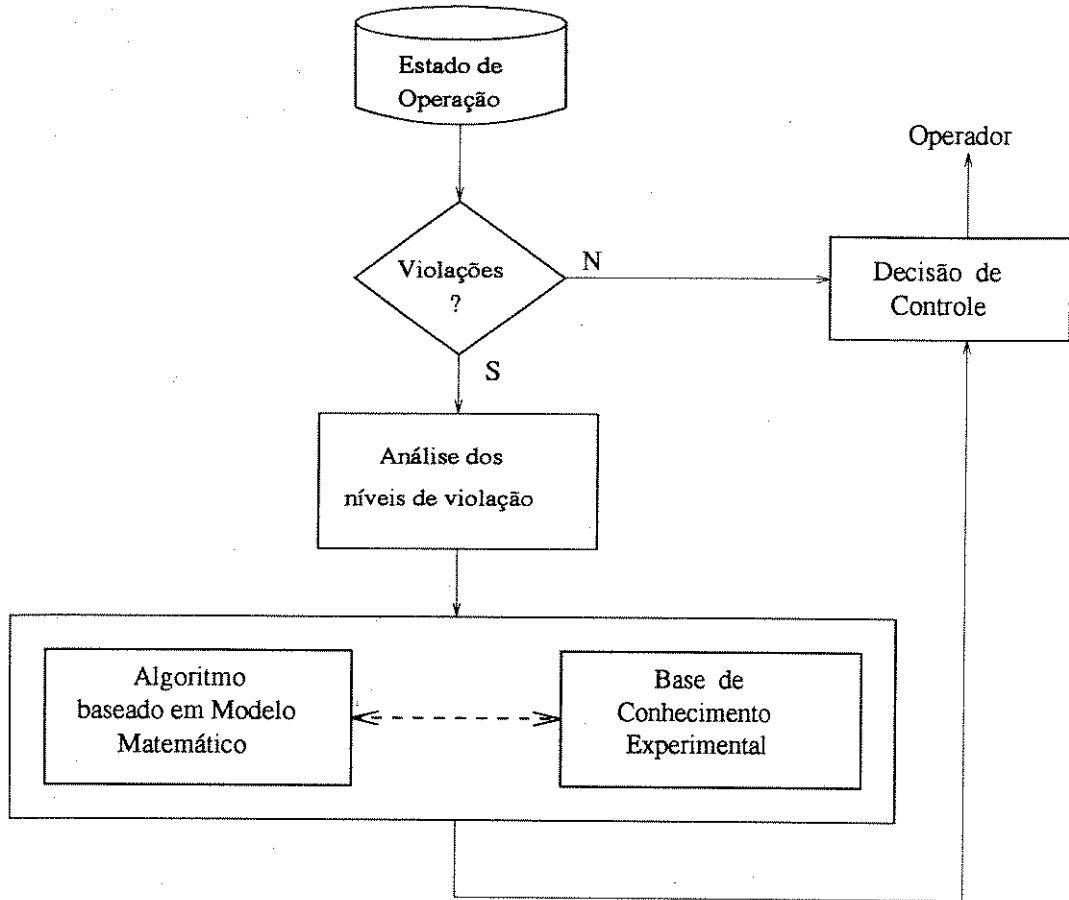 Estado de
Operação
Operador
Violações
?
N
Decisão de
Controle
S
Análise dos
níveis de violação
Algoritmo
baseado em Modelo
Matemático
Base de
Conhecimento
Experimental